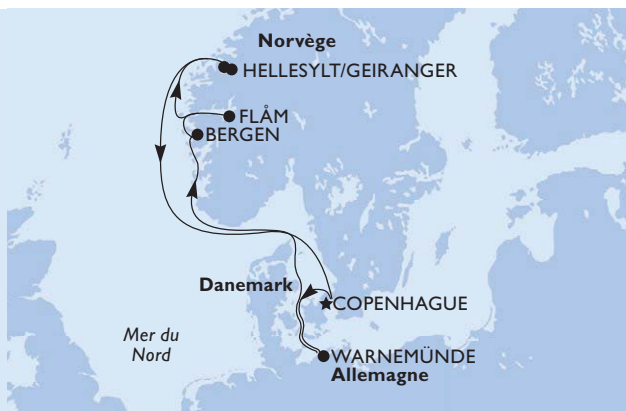 Norvège
HELLESYLT/GEIRANGER
FLÅM
BERGEN
Danemark
COPENHAGUE
Mer du
Nord
WARNEMÜNDE
Allemagne